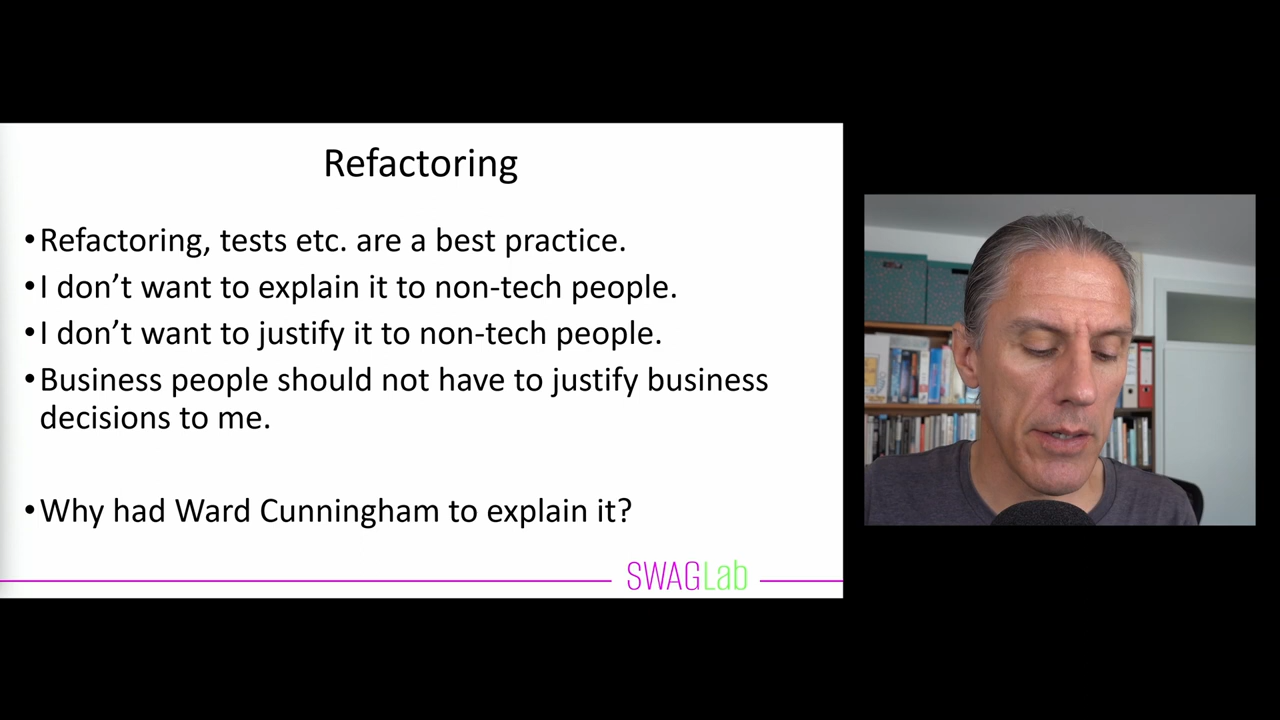 Refactoring
•Refactoring, tests etc. are a best practice.
•I don’t want to explain it to non-tech people.
•I don’t want to justify it to non-tech people.
•Business people should not have to justify business
decisions to me.
•Why had Ward Cunningham to explain it?
SWAGLab